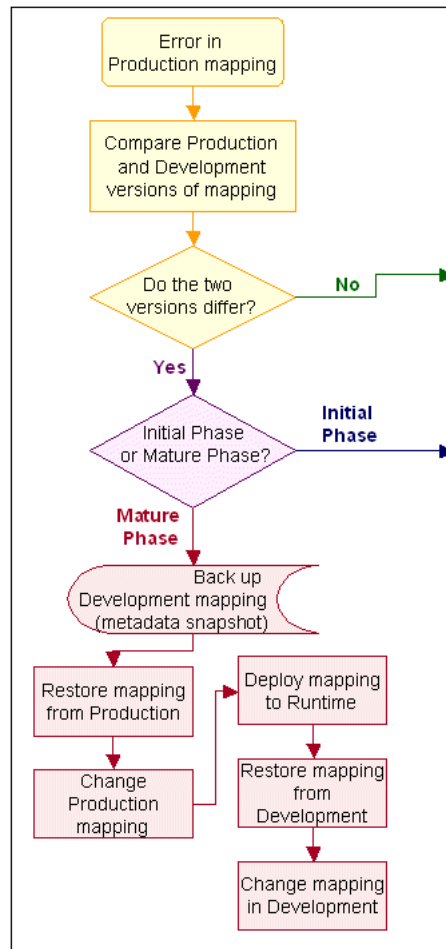 Error in
Production mapping
Compare Production
and Development
versions of mapping
Do the two
versions differ?
No
Yes
Initial Phase
or Mature Phase?
Initial
Phase
Mature
Phase
Back up
Development mapping
(metadata snapshot)
Restore mapping
from Production
Change
Production
mapping
Deploy mapping
to Runtime
Restore mapping
from
Development
Change mapping
in Development